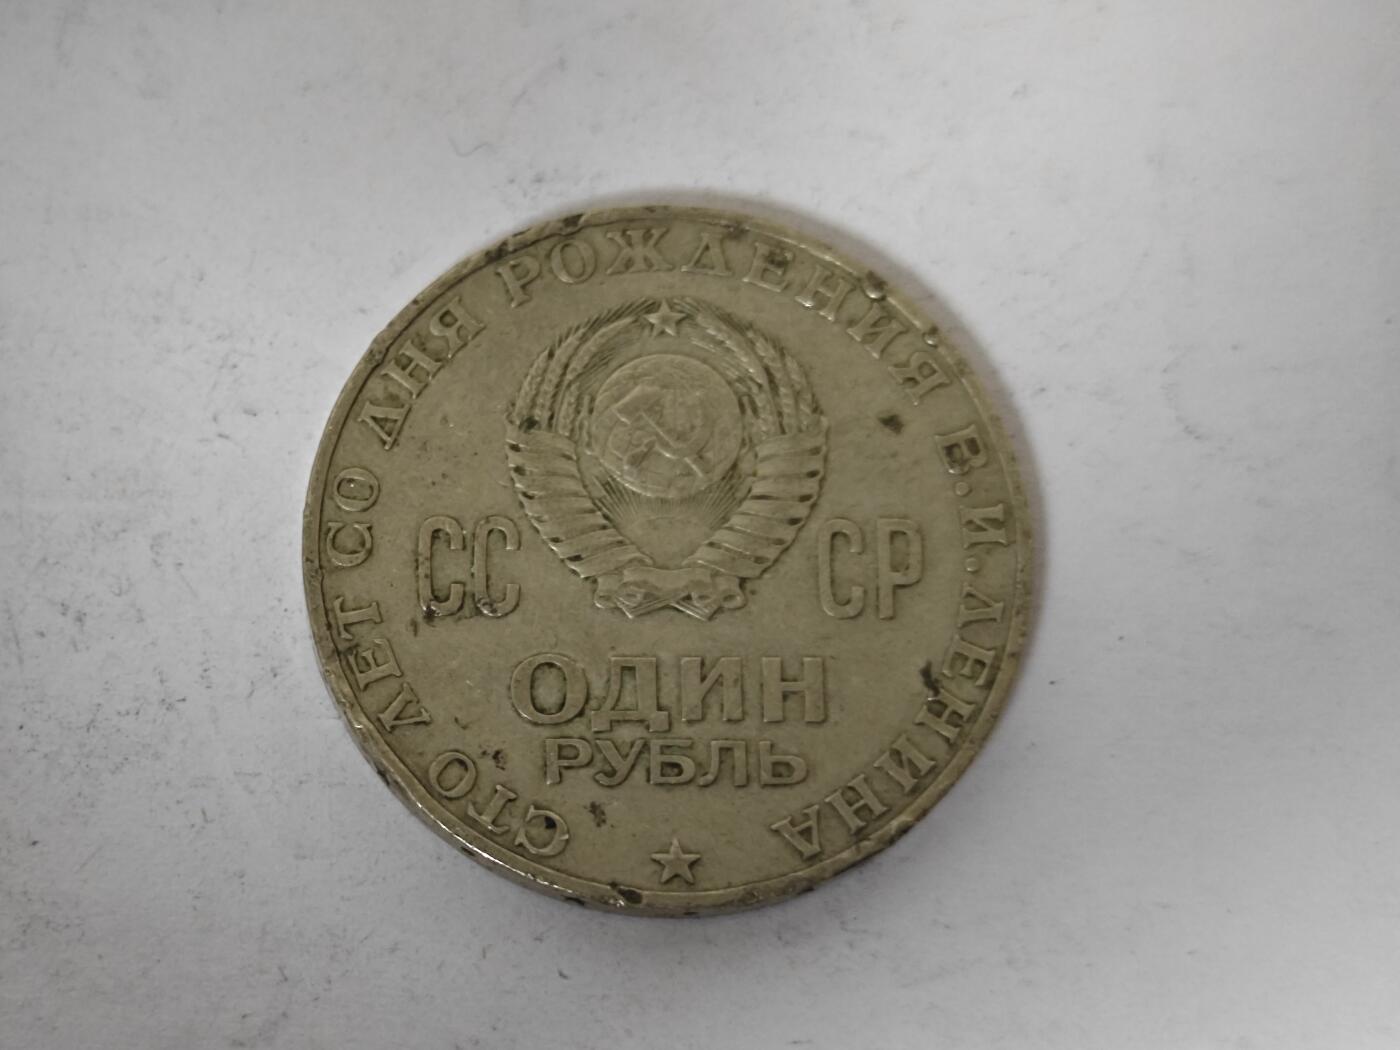 СТО ЛЕТ СО ДНЯ РОЖДЕНИЯ В.И.ЛЕНИНА
СС СР
ОДИН
РУБЛЬ